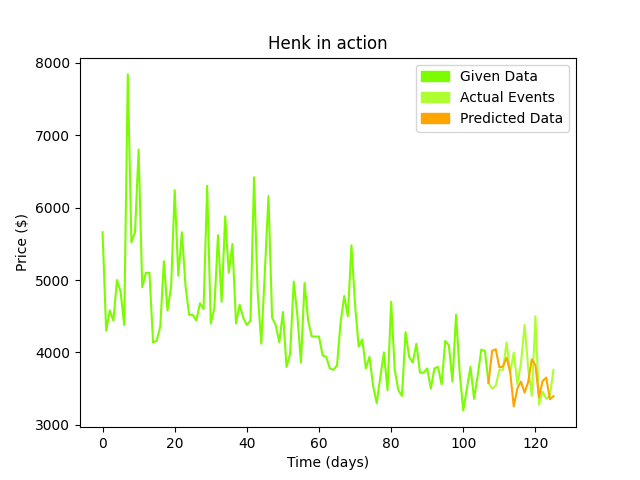 Henk in action
Given Data
Actual Events
Predicted Data
Price ($)
8000
7000
6000
5000
4000
3000
0 20 40 60 80 100 120
Time (days)